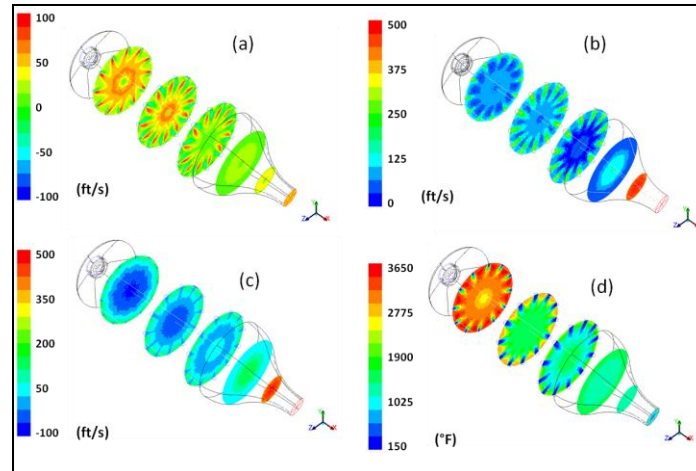 100
50
0
-50
-100
(ft/s)
(a)
Y
Z
X
500
375
250
125
0
(ft/s)
(b)
Y
Z
X
500
350
200
50
-100
(ft/s)
(c)
Y
Z
X
3650
2775
1900
1025
150
(°F)
(d)
Y
Z
X